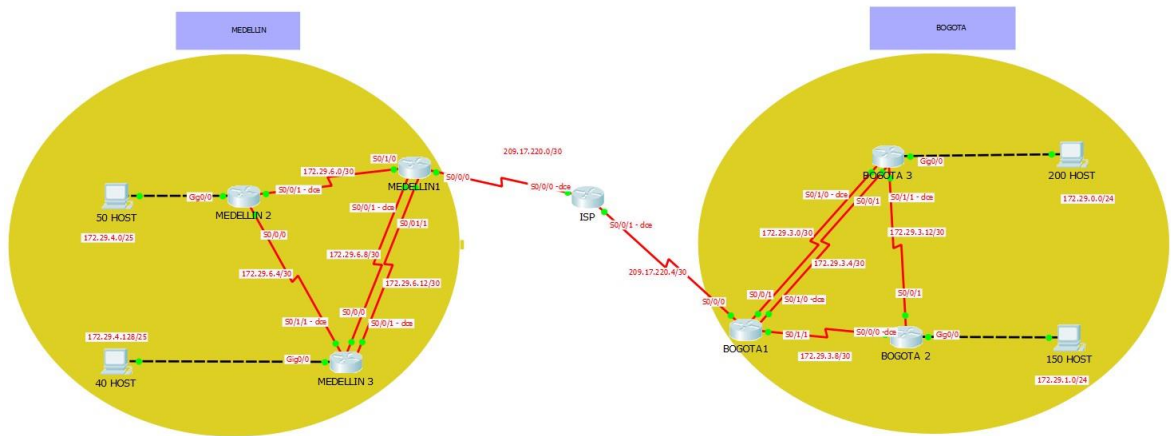 MEDELLIN
BOGOTA
209.17.220.0/30
S0/1/0
172.29.6.0/30
S0/0/0
MEDELLIN1
S0/0/0 -dce
ISP
Gig0/0
S0/0/1 - dce
50 HOST
MEDELLIN 2
172.29.4.0/25
S0/0/1 - dce
S0/01/1
S0/0/0
172.29.6.8/30
172.29.6.4/30
172.29.6.12/30
S0/0/0
S0/1/1 - dce
S0/0/1 - dce
172.29.4.128/25
Gig0/0
40 HOST
MEDELLIN 3
S0/0/1 - dce
209.17.220.4/30
S0/0/0
Gig0/0
BOGOTA 3
200 HOST
S0/1/0 - dce
S0/1/1 - dce
S0/0/1
172.29.0.0/24
172.29.3.0/30
172.29.3.12/30
172.29.3.4/30
S0/0/1
S0/1/0 - dce
S0/0/1
BOGOTA1
S0/1/1
S0/0/0 -dce
Gig0/0
172.29.3.8/30
BOGOTA 2
150 HOST
172.29.1.0/24